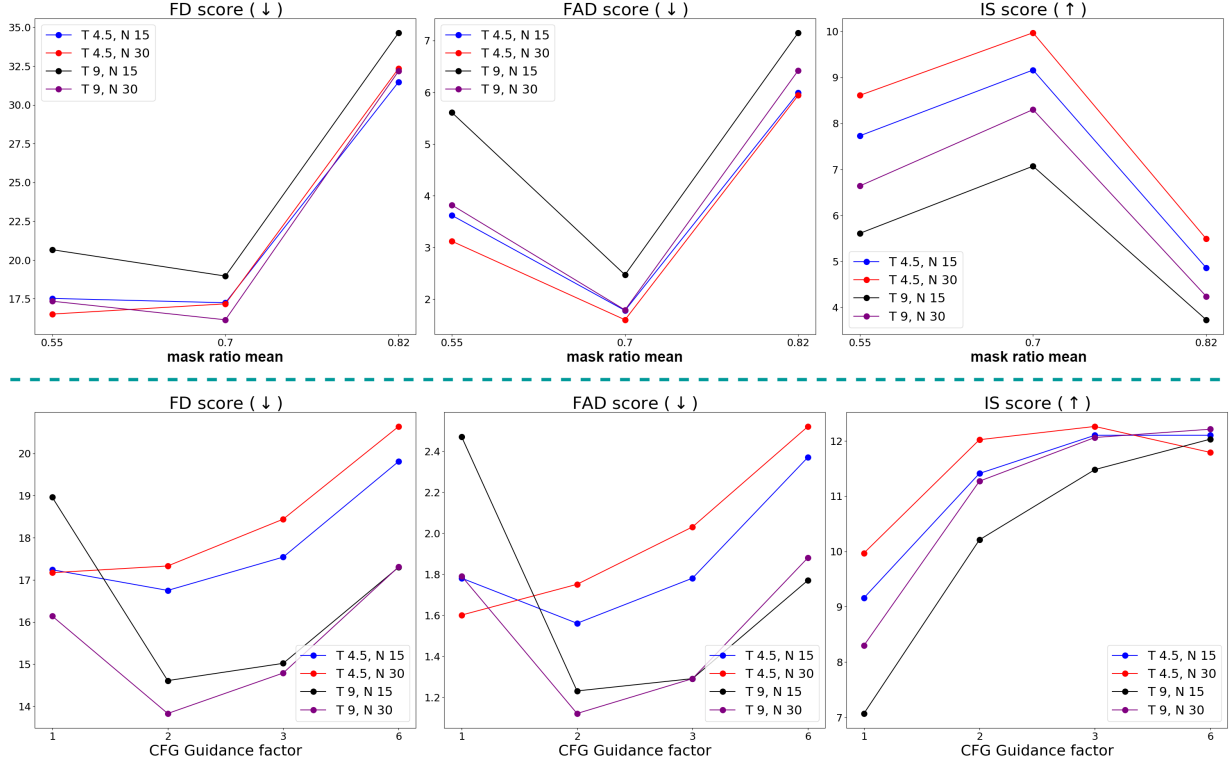 FD score (↓)
35.0
32.5
30.0
27.5
25.0
22.5
20.0
17.5
T 4.5, N 15
T 4.5, N 30
T 9, N 15
T 9, N 30
0.55
0.7
0.82
mask ratio mean
FAD score (↓)
7
6
5
4
3
2
T 4.5, N 15
T 4.5, N 30
T 9, N 15
T 9, N 30
0.55
0.7
0.82
mask ratio mean
IS score (↑)
10
9
8
7
6
5
4
T 4.5, N 15
T 4.5, N 30
T 9, N 15
T 9, N 30
0.55
0.7
0.82
mask ratio mean
FD score (↓)
20
19
18
17
16
15
14
T 4.5, N 15
T 4.5, N 30
T 9, N 15
T 9, N 30
1
2
3
6
CFG Guidance factor
FAD score (↓)
2.4
2.2
2.0
1.8
1.6
1.4
1.2
T 4.5, N 15
T 4.5, N 30
T 9, N 15
T 9, N 30
1
2
3
6
CFG Guidance factor
IS score (↑)
12
11
10
9
8
7
T 4.5, N 15
T 4.5, N 30
T 9, N 15
T 9, N 30
1
2
3
6
CFG Guidance factor